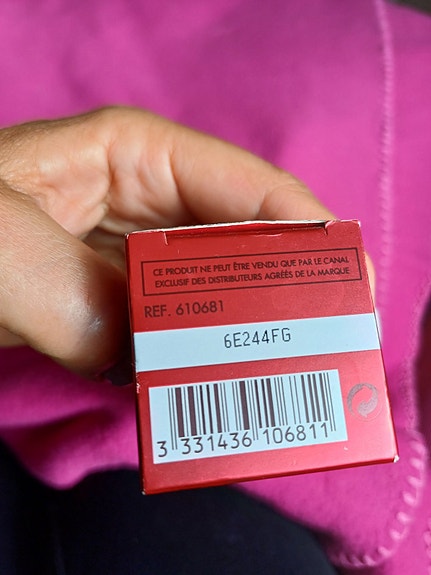 CE PRODUIT NE PEUT ÊTRE VENDU QUE PAR LE CANAL
EXCLUSIF DES DISTRIBUTEURS AGRÉÉS DE LA MARQUE
REF. 610681
6E244FG
3 331436 106811